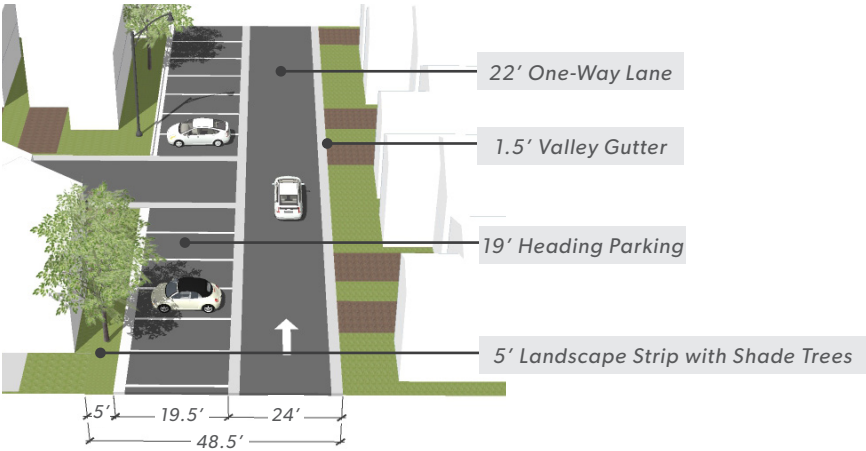 22’ One-Way Lane
1.5’ Valley Gutter
19’ Heading Parking
5’ Landscape Strip with Shade Trees
5’ 19.5’ 24’
48.5’